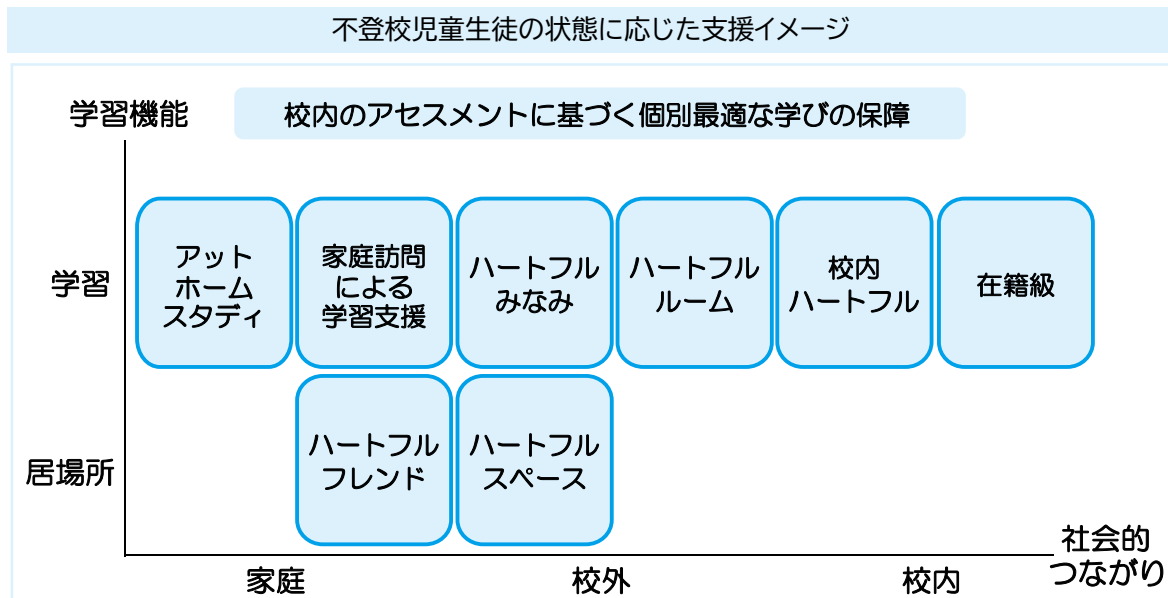 不登校児童生徒の状態に応じた支援イメージ
学習機能
校内のアセスメントに基づく個別最適な学びの保障
学習
アット
ホーム
スタディ
家庭訪問
による
学習支援
ハートフル
みなみ
ハートフル
ルーム
校内
ハートフル
在籍級
居場所
ハートフル
フレンド
ハートフル
スペース
家庭
校外
校内
社会的
つながり